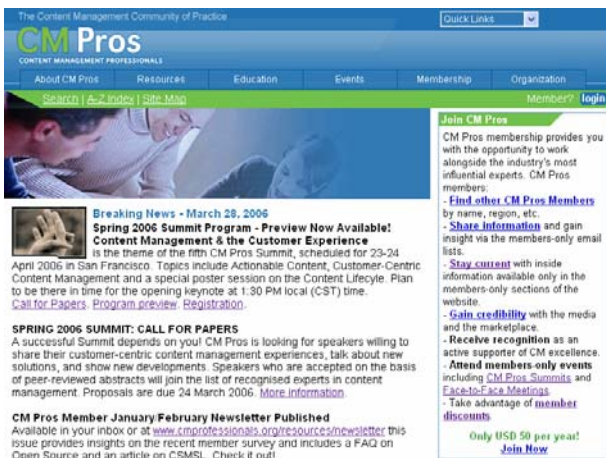 The Content Management Community of Practice
Quick Links
CM Pros
CONTENT MANAGEMENT PROFESSIONALS
About CM Pros Resources Education Events Membership Organization
Search | A-Z Index | Site Map
Member? login
Breaking News - March 28, 2006
Spring 2006 Summit Program - Preview Now Available!
Content Management & the Customer Experience
is the theme of the fifth CM Pros Summit, scheduled for 23-24
April 2006 in San Francisco. Topics include Actionable Content, Customer-Centric
Content Management and a special poster session on the Content Lifecyle. Plan
to be there in time for the opening keynote at 1:30 PM local (CST) time.
Call for Papers. Program preview. Registration.
SPRING 2006 SUMMIT: CALL FOR PAPERS
A successful Summit depends on you! CM Pros is looking for speakers willing to
share their customer-centric content management experiences, talk about new
solutions, and show new developments. Speakers who are accepted on the basis
of peer-reviewed abstracts will join the list of recognised experts in content
management. Proposals are due 24 March 2006. More information.
CM Pros Member January/February Newsletter Published
Available in your inbox or at www.cmprofessionals.org/resources/newsletter this
issue provides insights on the recent member survey and includes a FAQ on
Open Source and an article on CSMSL. Check it out!
Join CM Pros
CM Pros membership provides you
with the opportunity to work
alongside the industry's most
influential experts. CM Pros
members:
- Find other CM Pros Members
by name, region, etc.
- Share information and gain
insight via the members-only email
lists.
- Stay current with inside
information available only in the
members-only sections of the
website.
- Gain credibility with the media
and the marketplace.
- Receive recognition as an
active supporter of CM excellence.
- Attend members-only events
including CM Pros Summits and
Face-to-Face Meetings.
- Take advantage of member
discounts.
Only USD 50 per year!
Join Now